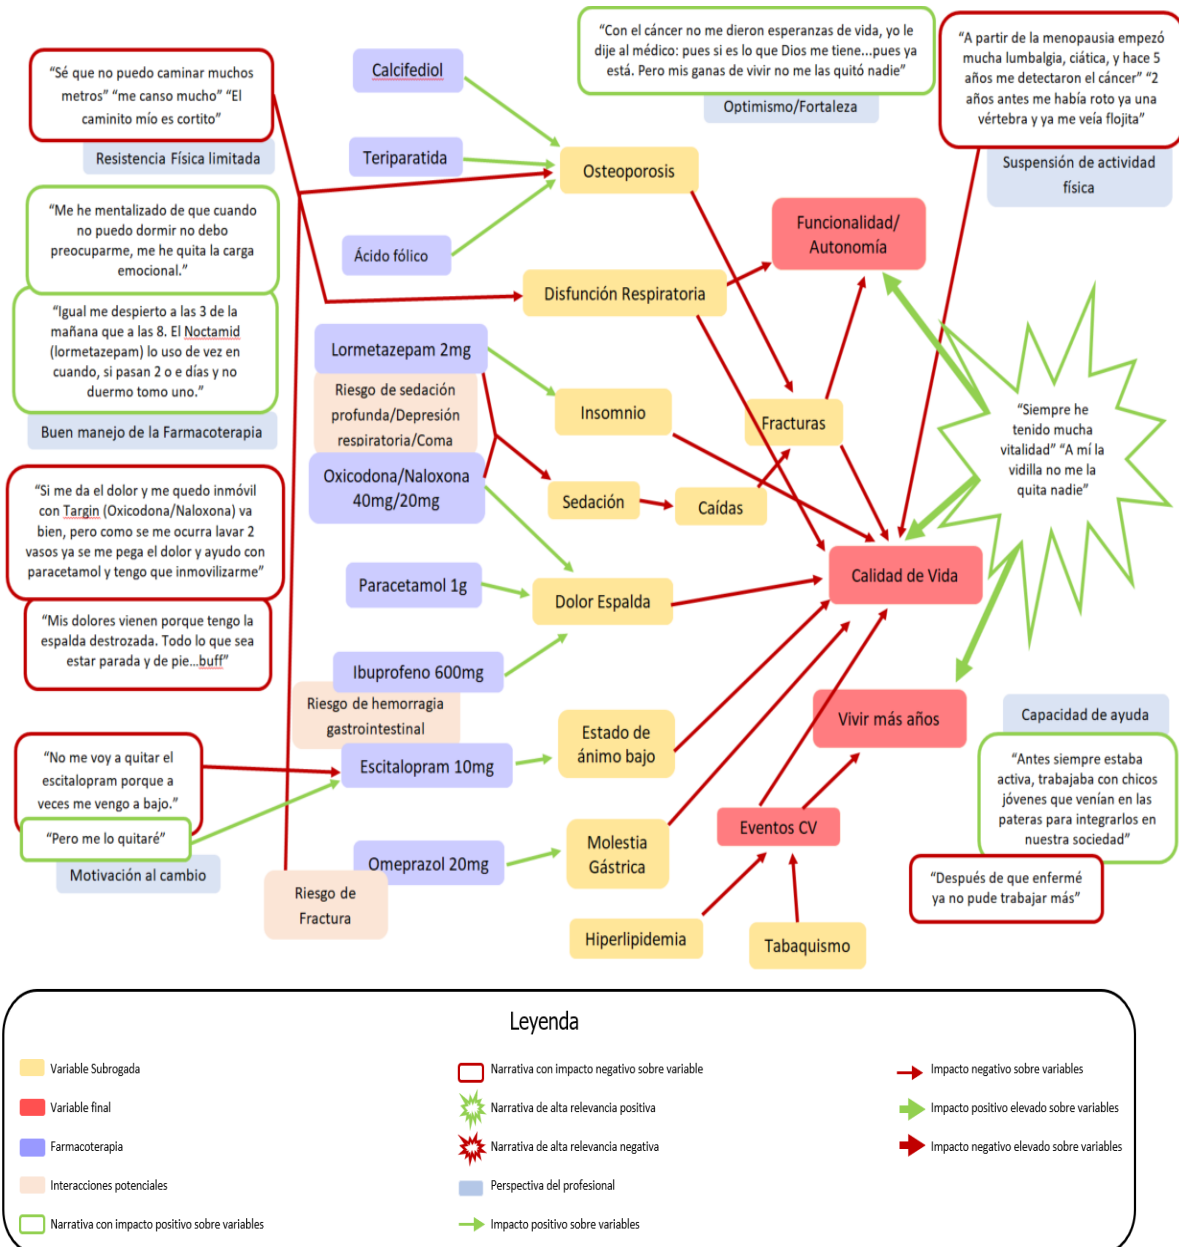 “Sé que no puedo caminar muchos
metros” “me canso mucho” “El
caminito mío es cortito”
Resistencia Física limitada
“Me he mentalizado de que cuando
no puedo dormir no debo
preocuparme, me he quita la carga
emocional.”
“Igual me despierto a las 3 de la
mañana que a las 8. El Noctamid
(lormetazepam) lo uso de vez en
cuando, si pasan 2 o e días y no
duermo tomo uno.”
Buen manejo de la Farmacoterapia
“Si me da el dolor y me quedo inmóvil
con Targin (Oxicodona/Naloxona) va
bien, pero como se me ocurra lavar 2
vasos ya se me pega el dolor y ayudo con
paracetamol y tengo que inmovilizarme”
“Mis dolores vienen porque tengo la
espalda destrozada. Todo lo que sea
estar parada y de pie...buff”
“No me voy a quitar el
escitalopram porque a
veces me vengo a bajo.”
“Pero me lo quitaré”
Motivación al cambio
Calcifediol
Teriparatida
Ácido fólico
Lormetazepam 2mg
Riesgo de sedación
profunda/Depresión
respiratoria/Coma
Oxicodona/Naloxona
40mg/20mg
Paracetamol 1g
Ibuprofeno 600mg
Riesgo de hemorragia
gastrointestinal
Escitalopram 10mg
Omeprazol 20mg
Riesgo de
Fractura
Osteoporosis
Disfunción Respiratoria
Insomnio
Sedación
Caídas
Fracturas
Dolor Espalda
Estado de
ánimo bajo
Molestia
Gástrica
Hiperlipidemia
Tabaquismo
Eventos CV
Funcionalidad/
Autonomía
Calidad de Vida
Vivir más años
“Con el cáncer no me dieron esperanzas de vida, yo le
dije al médico: pues si es lo que Dios me tiene...pues ya
está. Pero mis ganas de vivir no me las quitó nadie”
Optimismo/Fortaleza
“A partir de la menopausia empezó
mucha lumbalgia, ciática, y hace 5
años me detectaron el cáncer” “2
años antes me había roto ya una
vértebra y ya me veía flojita”
Suspensión de actividad
física
“Siempre he
tenido mucha
vitalidad” “A mí la
vidilla no me la
quita nadie”
Capacidad de ayuda
“Antes siempre estaba
activa, trabajaba con chicos
jóvenes que venían en las
pateras para integrarlos en
nuestra sociedad”
“Después de que enfermé
ya no pude trabajar más”
Leyenda
Variable Subrogada
Variable final
Farmacoterapia
Interacciones potenciales
Narrativa con impacto positivo sobre variables
Narrativa con impacto negativo sobre variable
Narrativa de alta relevancia positiva
Narrativa de alta relevancia negativa
Perspectiva del profesional
Impacto positivo sobre variables
Impacto negativo sobre variables
Impacto positivo elevado sobre variables
Impacto negativo elevado sobre variables